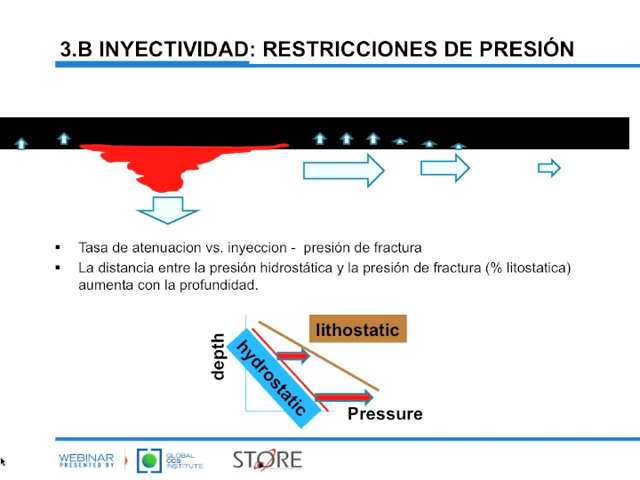 3.B INYECTIVIDAD: RESTRICCIONES DE PRESIÓN
▪ Tasa de atenuacion vs. inyeccion - presión de fractura
▪ La distancia entre la presión hidrostática y la presión de fractura (% litostatica)
aumenta con la profundidad.
lithostatic
depth
hydrostatic
Pressure
WEBINAR
PRESENTED BY
GLOBAL
CCS
INSTITUTE
STORE